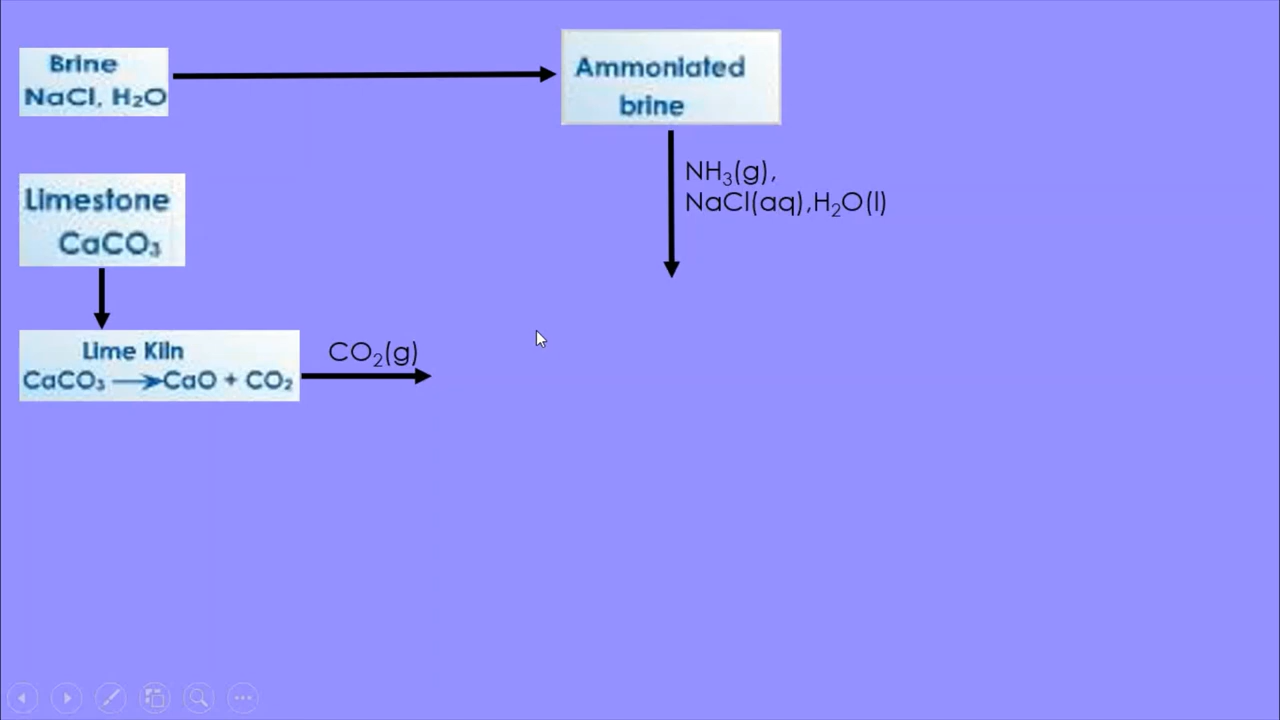 Brine
NaCl, H₂O
Ammoniated
brine
NH₃(g),
NaCl(aq),H₂O(l)
Limestone
CaCO₃
Lime Kiln
CaCO₃ ⟶CaO + CO₂
CO₂(g)